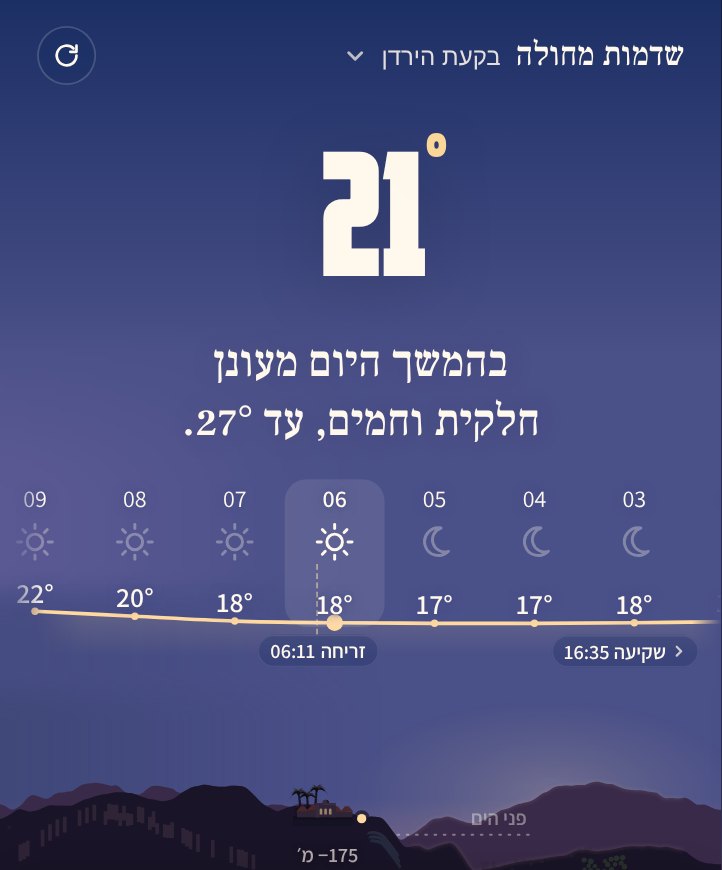 שדמות מחולה בקעת הירדן
21°
בהמשך היום מעונן
חלקית וחמים, עד 27°.
03 04 05 06 07 08 09
18° 17° 17° 18° 18° 20° 22°
שקיעה 16:35 זריחה 06:11
פני הים
−175 מ׳